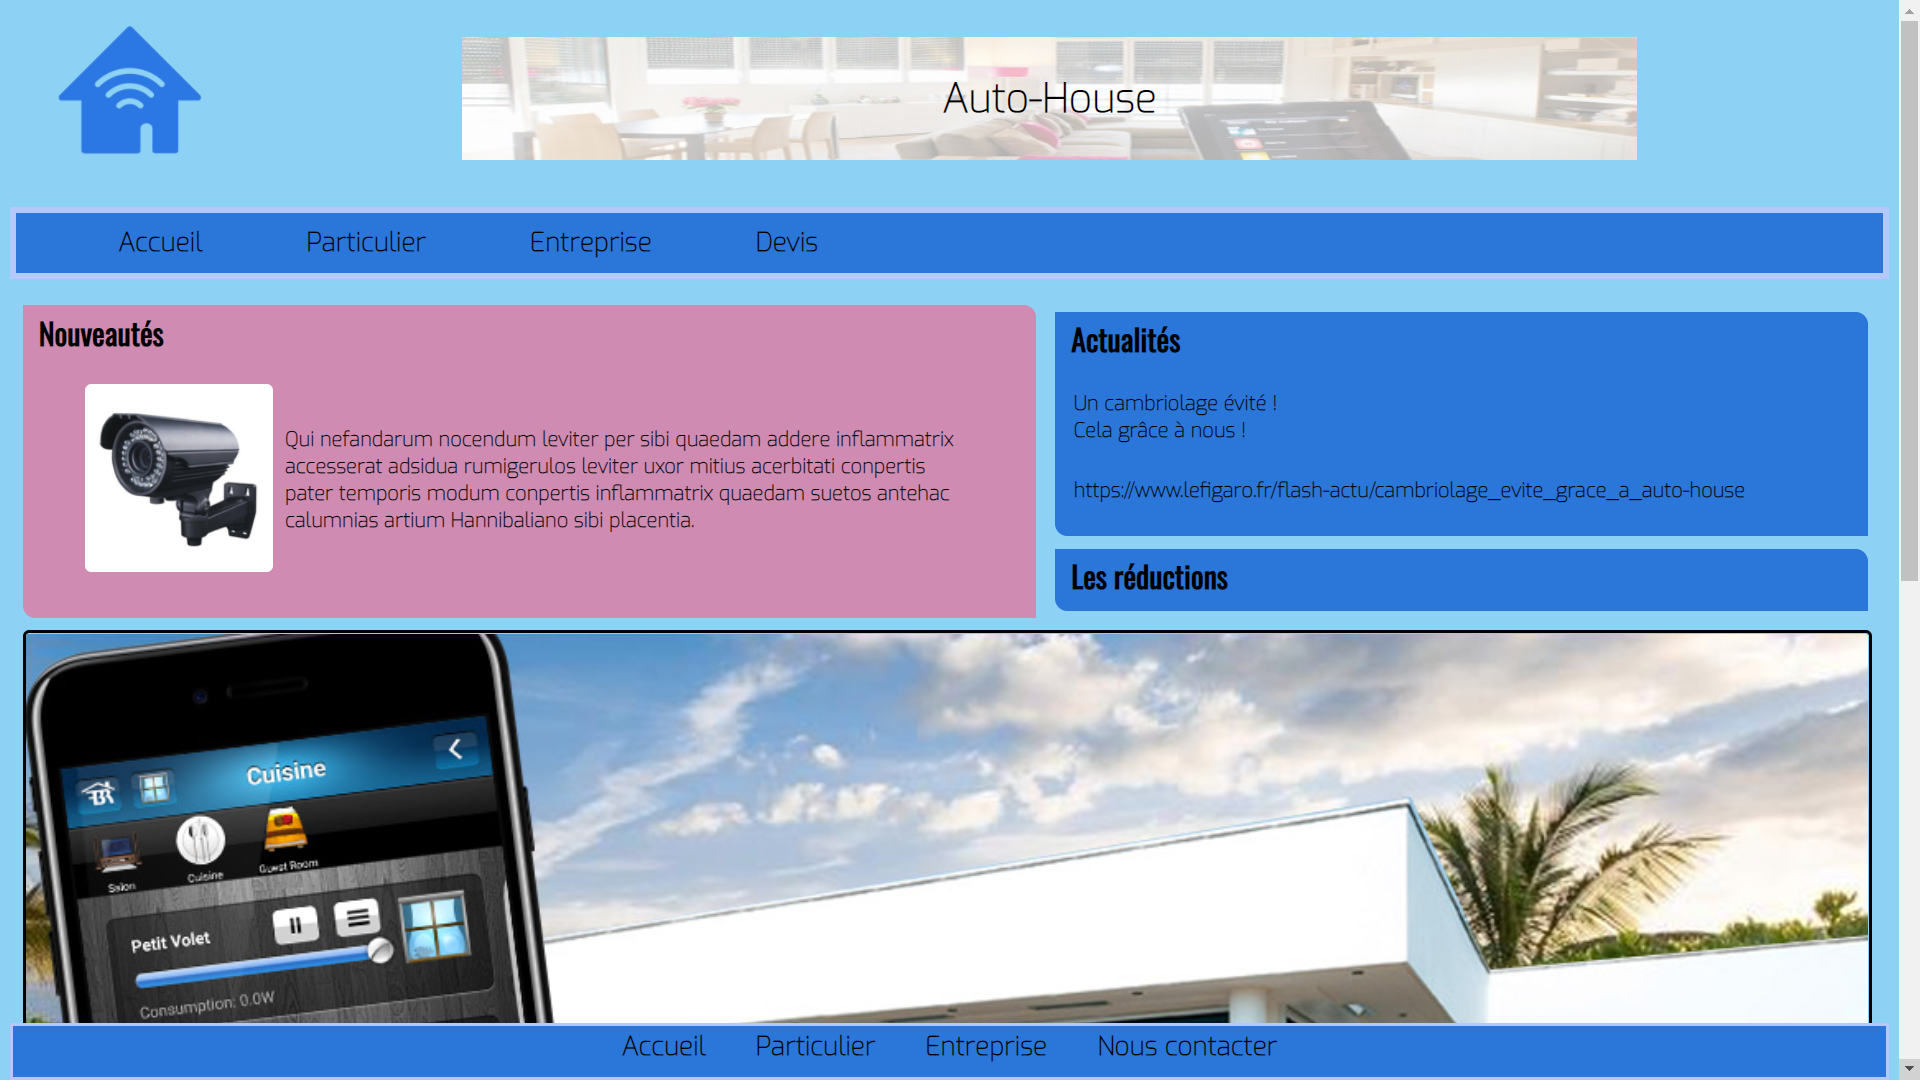 Auto-House
Accueil Particulier Entreprise Devis
Nouveautés
Qui nefandarum nocendum leviter per sibi quaedam addere inflammatrix
accesserat adsidua rumigerulos leviter uxor mitius acerbitati conpertis
pater temporis modum conpertis inflammatrix quaedam suetos antehac
calumnias artium Hannibaliano sibi placentia.
Actualités
Un cambriolage évité !
Cela grâce à nous !
https://www.lefigaro.fr/flash-actu/cambriolage_evite_grace_a_auto-house
Les réductions
Cuisine
Salon Cuisine Guest Room
Petit Volet
Consumption: 0.0W
Accueil Particulier Entreprise Nous contacter